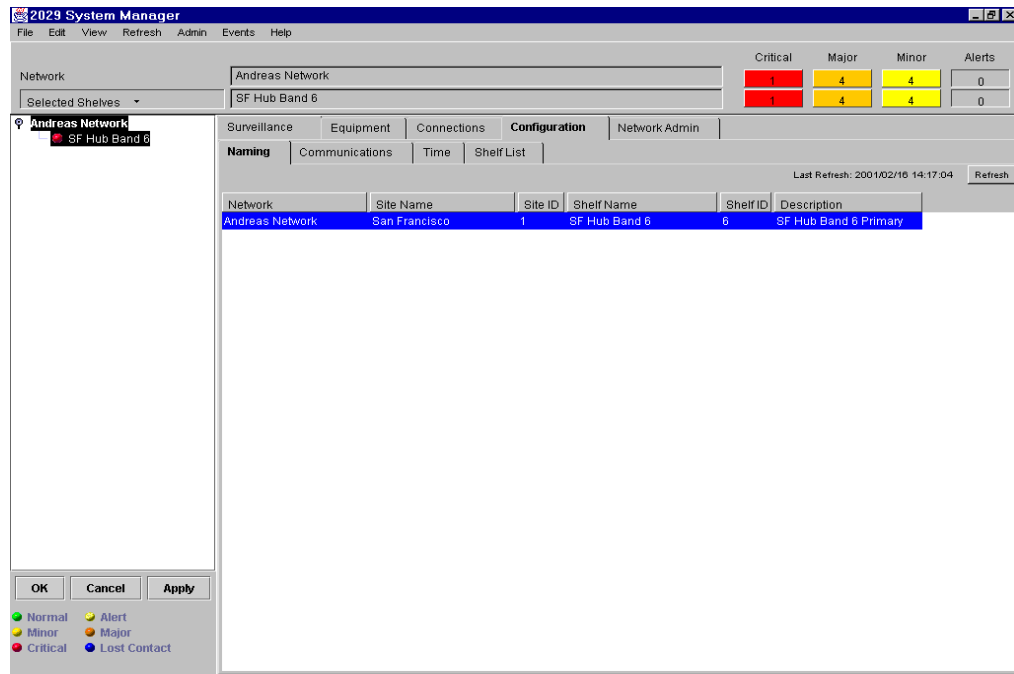 2029 System Manager
File Edit View Refresh Admin Events Help
Critical Major Minor Alerts
Network Andreas Network 1 4 4 0
Selected Shelves SF Hub Band 6 1 4 4 0
Andreas Network
SF Hub Band 6
Surveillance Equipment Connections Configuration Network Admin
Naming Communications Time Shelf List
Last Refresh: 2001/02/16 14:17:04 Refresh
Network Site Name Site ID Shelf Name Shelf ID Description
Andreas Network San Francisco 1 SF Hub Band 6 6 SF Hub Band 6 Primary
OK Cancel Apply
Normal Alert
Minor Major
Critical Lost Contact